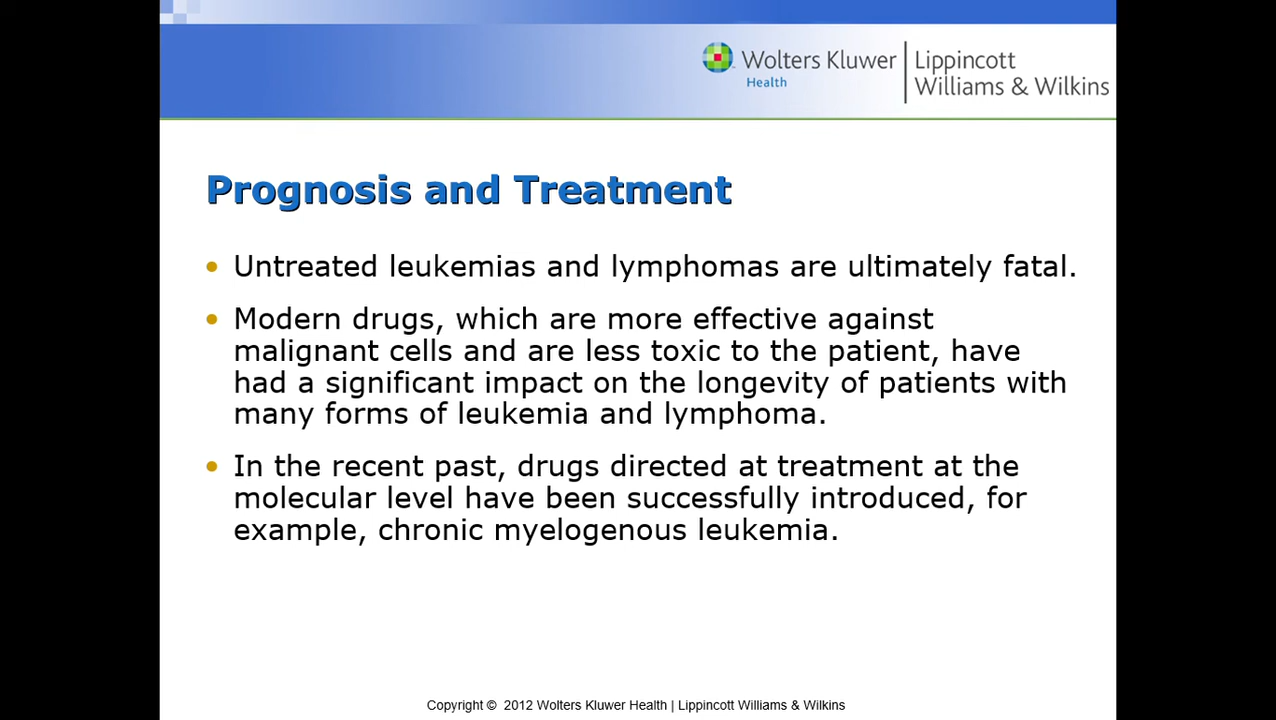 Wolters Kluwer
Health
Lippincott
Williams & Wilkins
Prognosis and Treatment
• Untreated leukemias and lymphomas are ultimately fatal.
• Modern drugs, which are more effective against
malignant cells and are less toxic to the patient, have
had a significant impact on the longevity of patients with
many forms of leukemia and lymphoma.
• In the recent past, drugs directed at treatment at the
molecular level have been successfully introduced, for
example, chronic myelogenous leukemia.
Copyright © 2012 Wolters Kluwer Health | Lippincott Williams & Wilkins